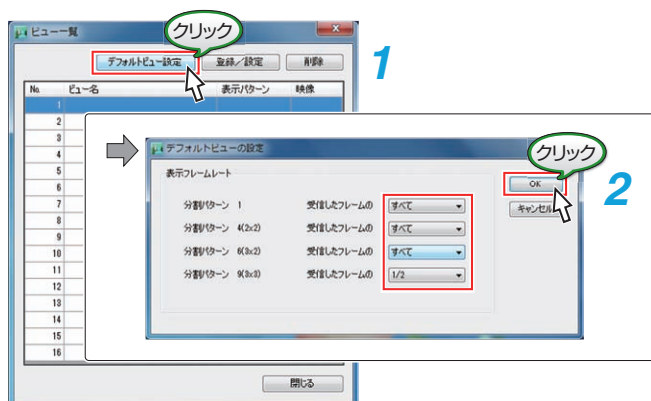 ビュー一覧
クリック
デフォルトビュー設定 登録／設定 削除
1
No. ビュー名 表示パターン 映像
1
2
3
4
5
6
7
8
9
10
11
12
13
14
15
16
閉じる
デフォルトビューの設定
クリック
表示フレームレート
OK
2
キャンセル
分割パターン 1 受信したフレームの すべて
分割パターン 4(2x2) 受信したフレームの すべて
分割パターン 6(3x2) 受信したフレームの すべて
分割パターン 9(3x3) 受信したフレームの 1/2